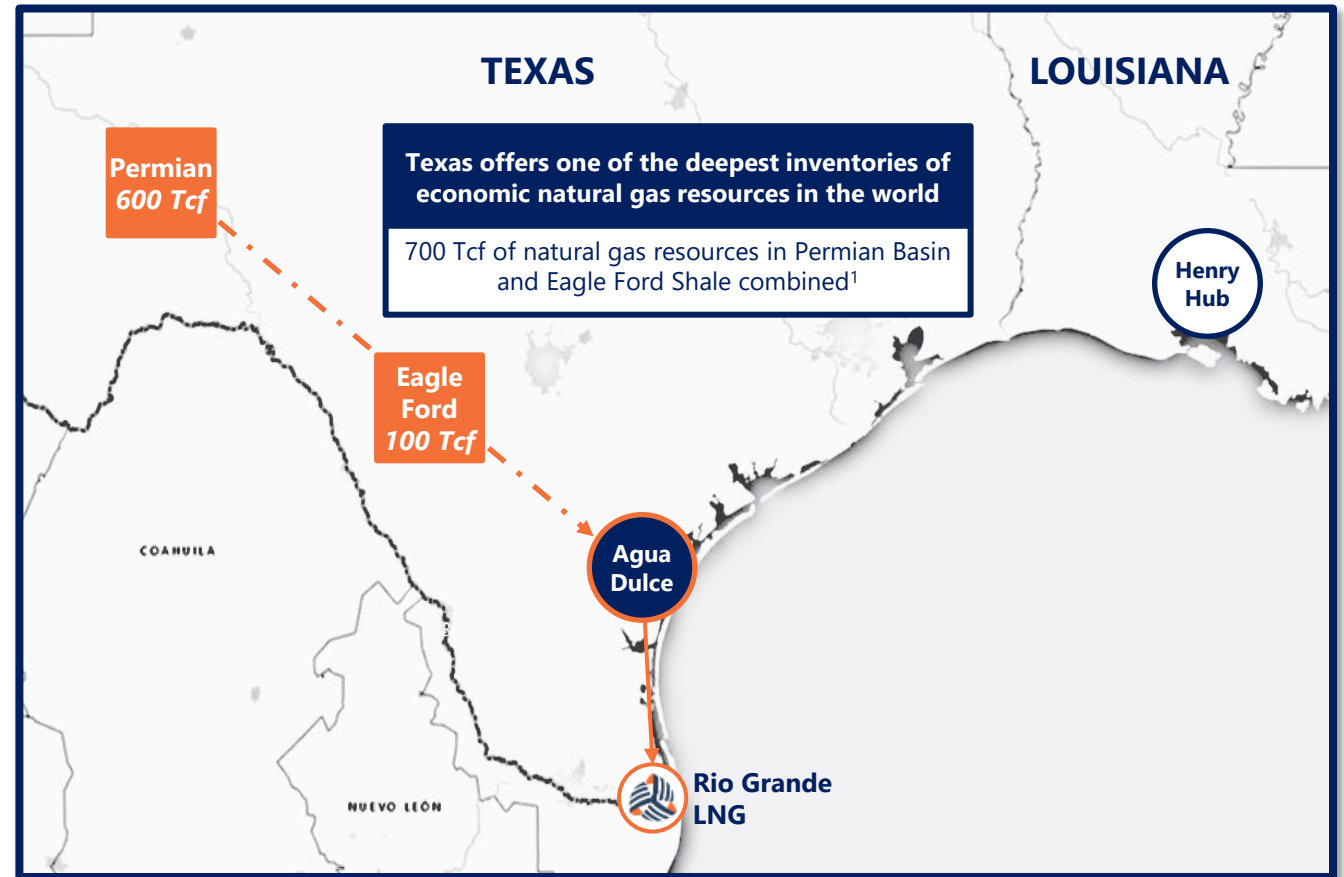 TEXAS
LOUISIANA
Permian
600 Tcf
Texas offers one of the deepest inventories of
economic natural gas resources in the world
700 Tcf of natural gas resources in Permian Basin
and Eagle Ford Shale combined¹
Henry
Hub
Eagle
Ford
100 Tcf
Agua
Dulce
COAHUILA
NUEVO LEÓN
Rio Grande
LNG